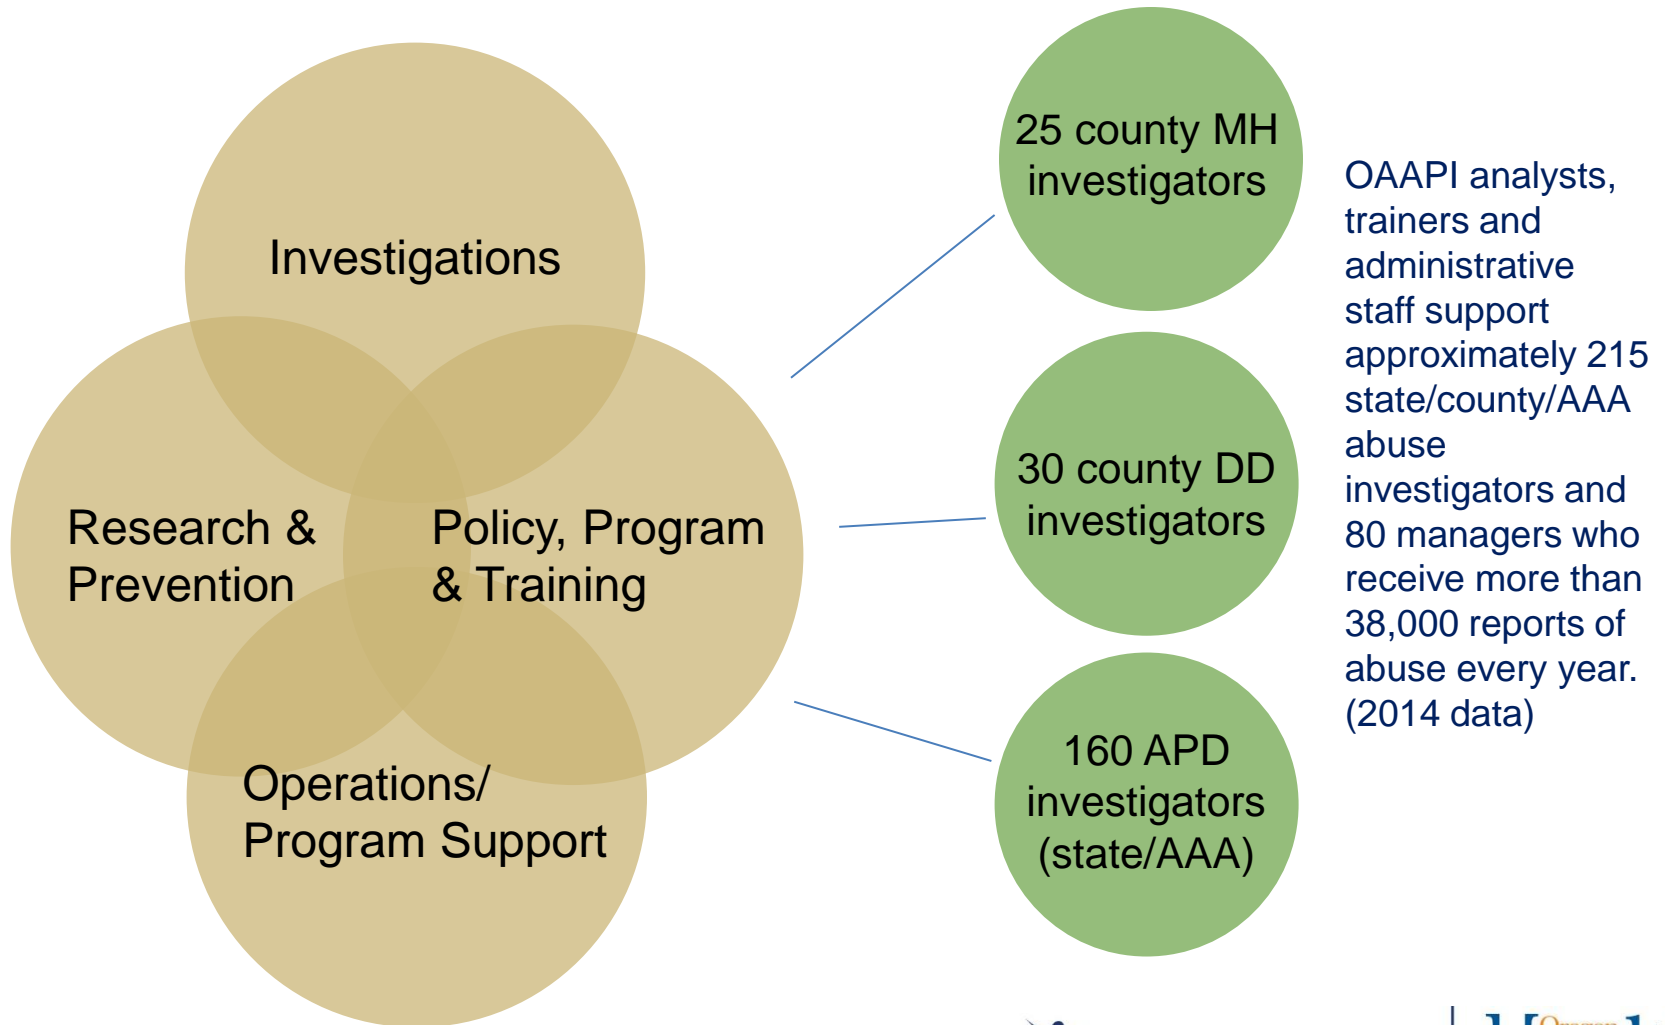 Investigations
Research &
Prevention
Policy, Program
& Training
Operations/
Program Support
25 county MH
investigators
30 county DD
investigators
160 APD
investigators
(state/AAA)
OAAPI analysts,
trainers and
administrative
staff support
approximately 215
state/county/AAA
abuse
investigators and
80 managers who
receive more than
38,000 reports of
abuse every year.
(2014 data)